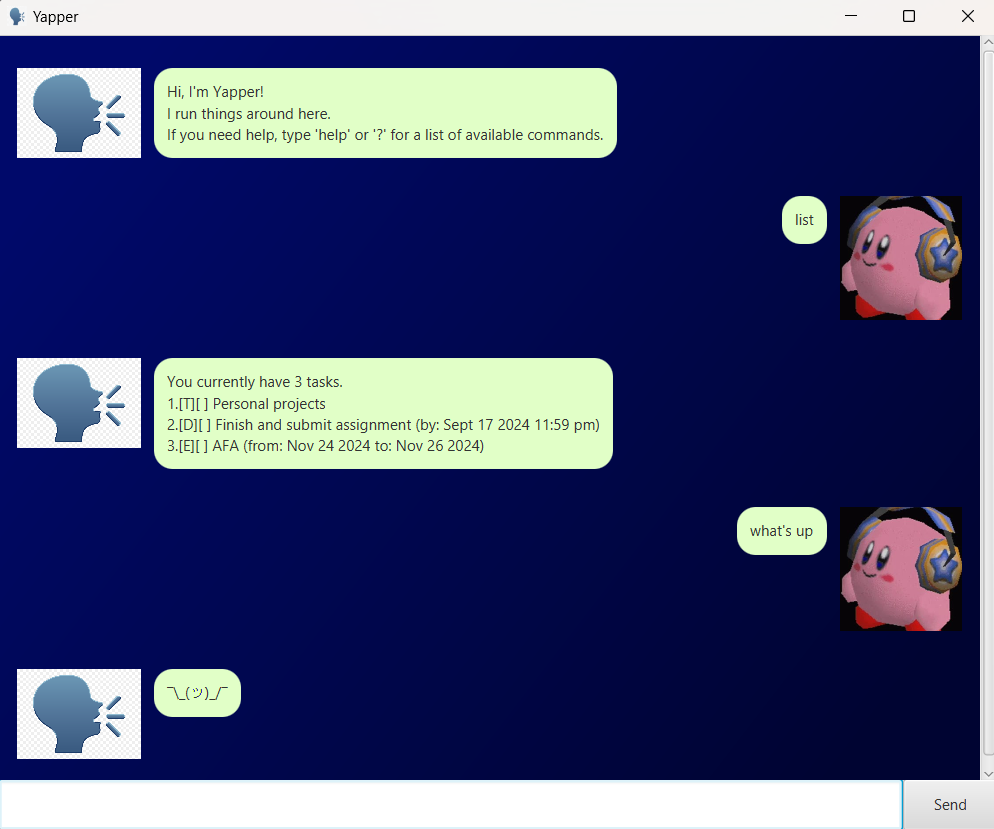 Yapper
Hi, I'm Yapper!
I run things around here.
If you need help, type 'help' or '?' for a list of available commands.
list
You currently have 3 tasks.
1.[T][ ] Personal projects
2.[D][ ] Finish and submit assignment (by: Sept 17 2024 11:59 pm)
3.[E][ ] AFA (from: Nov 24 2024 to: Nov 26 2024)
what's up
¯\_(ツ)_/¯
Send